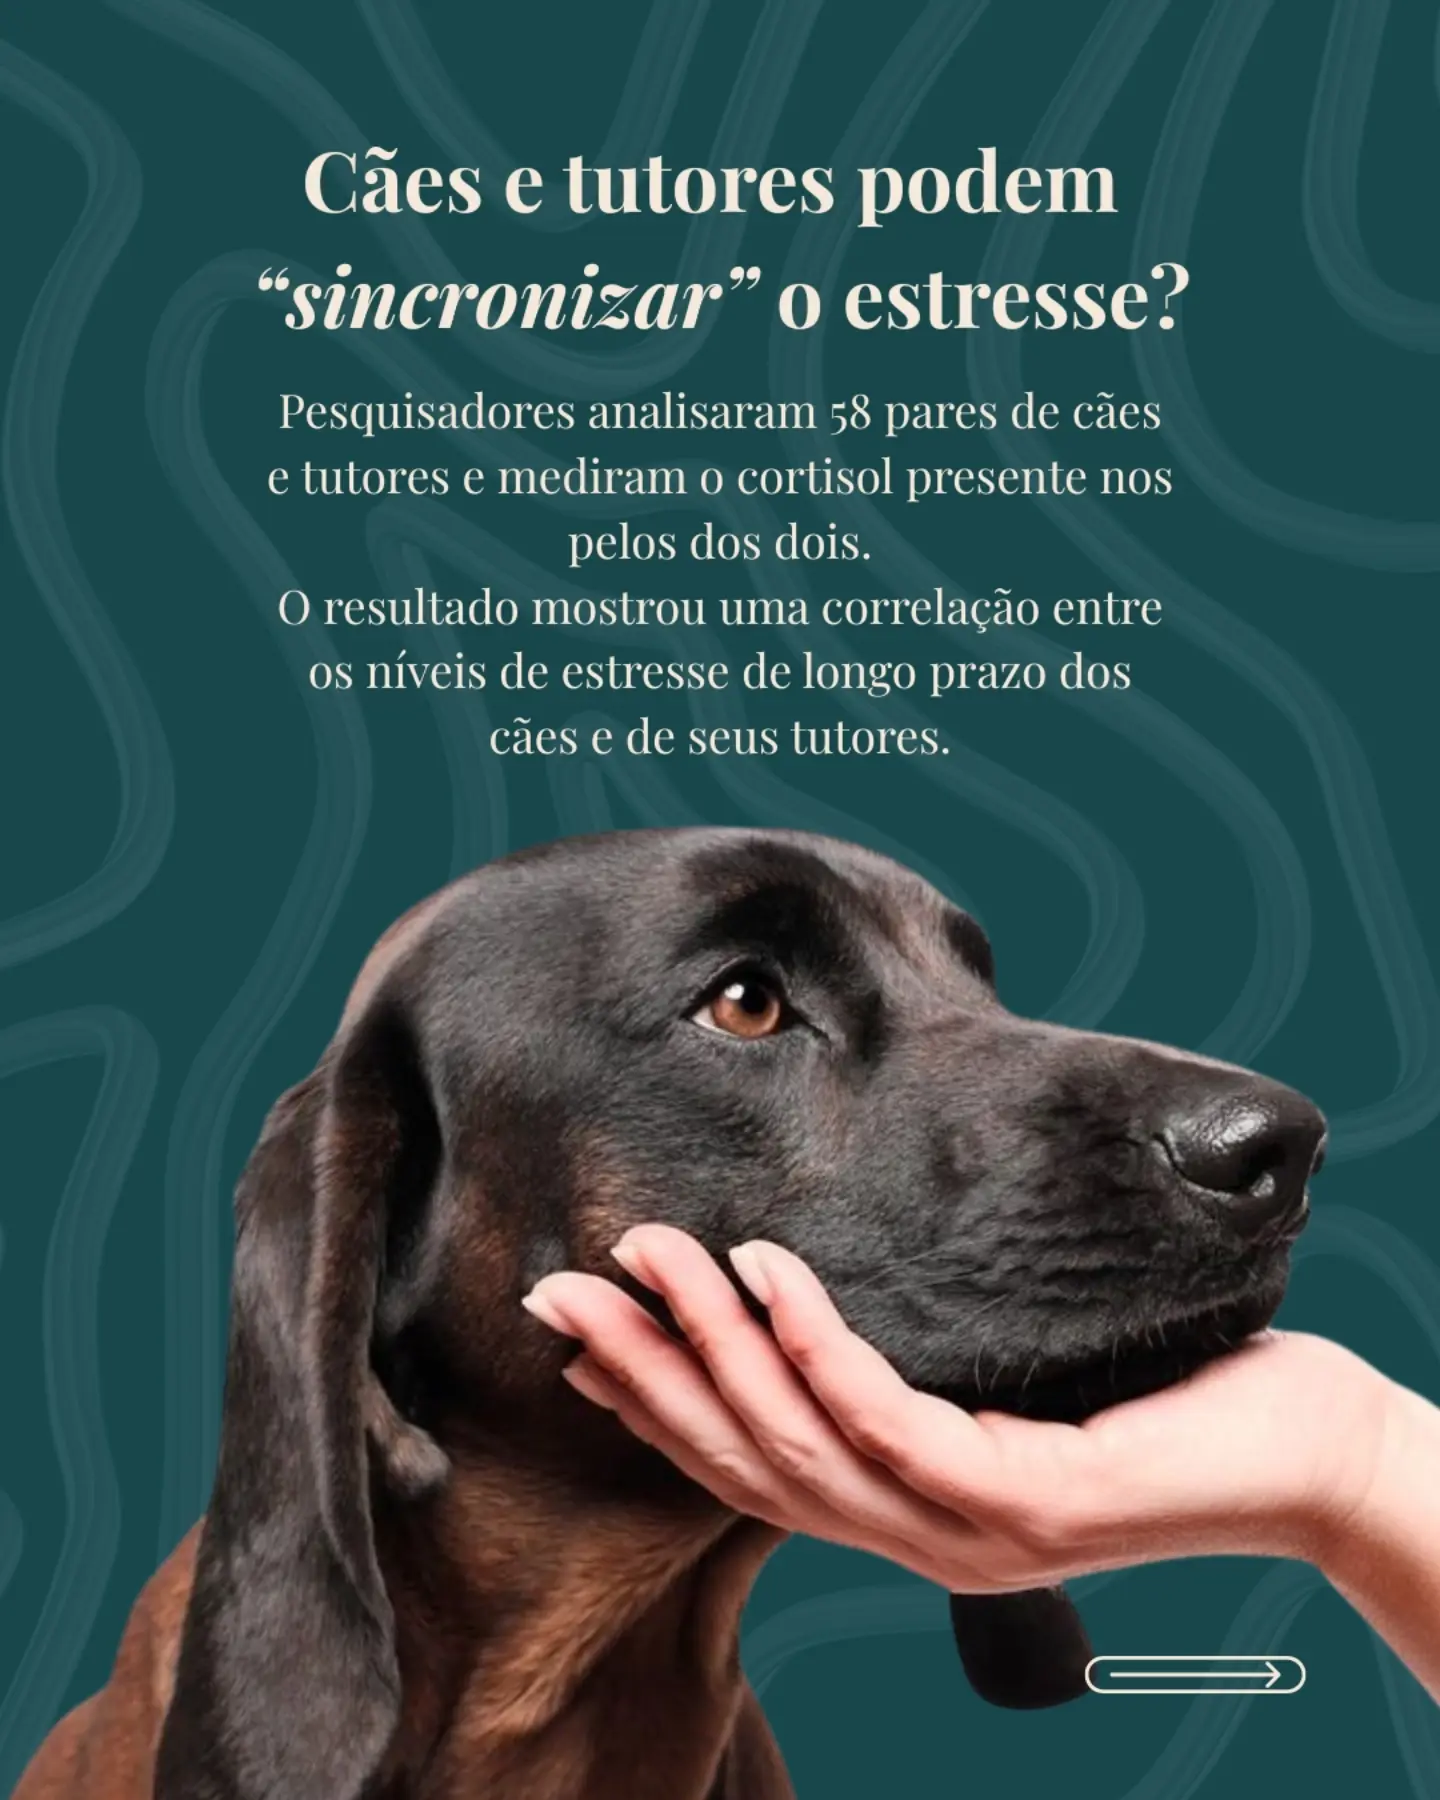 Cães e tutores podem
“sincronizar” o estresse?
Pesquisadores analisaram 58 pares de cães
e tutores e mediram o cortisol presente nos
pelos dos dois.
O resultado mostrou uma correlação entre
os níveis de estresse de longo prazo dos
cães e de seus tutores.